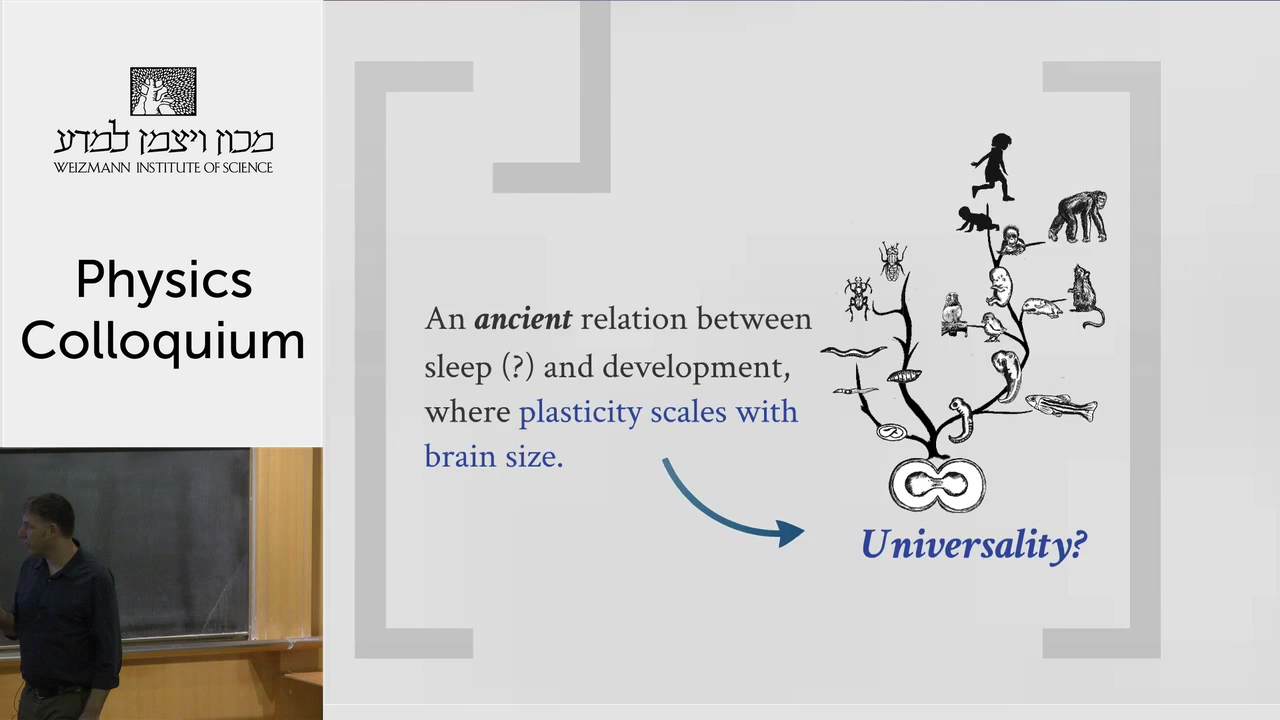 מכון ויצמן למדע
WEIZMANN INSTITUTE OF SCIENCE
Physics
Colloquium
An ancient relation between
sleep (?) and development,
where plasticity scales with
brain size.
Universality?